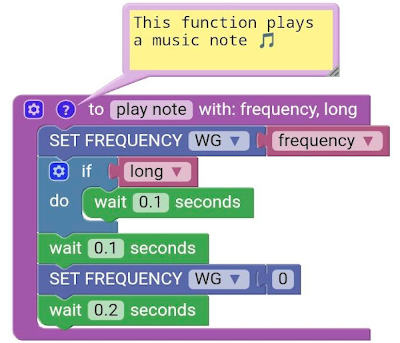 This function plays
a music note 🎵
? to play note with: frequency, long
SET FREQUENCY WG ▼ frequency ▼
if long ▼
do wait 0.1 seconds
wait 0.1 seconds
SET FREQUENCY WG ▼ 0
wait 0.2 seconds